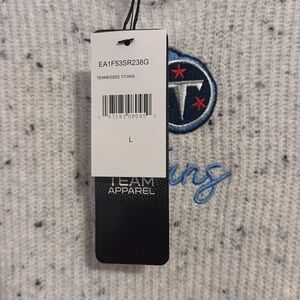 EA1F53SR238G
TENNESSEE TITANS
L
TEAM
APPAREL
T